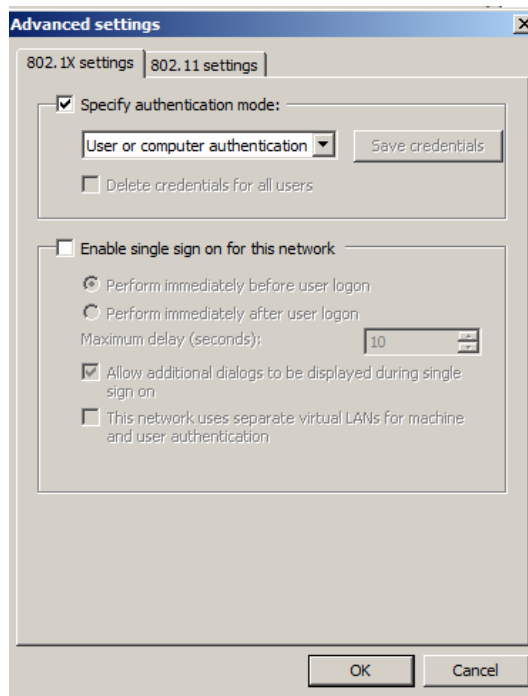 Advanced settings
802.1X settings
802.11 settings
Specify authentication mode:
User or computer authentication
Save credentials
Delete credentials for all users
Enable single sign on for this network
Perform immediately before user logon
Perform immediately after user logon
Maximum delay (seconds):
10
Allow additional dialogs to be displayed during single
sign on
This network uses separate virtual LANs for machine
and user authentication
OK
Cancel